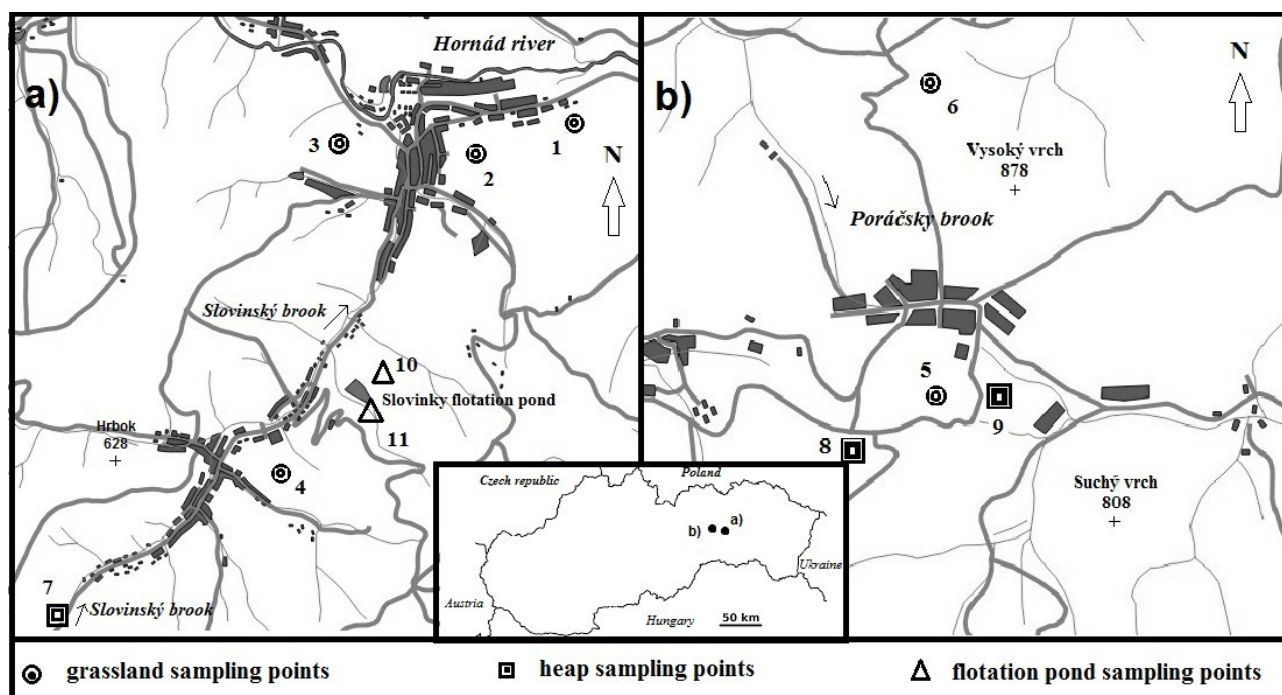 a)
Hornád river
3
1
2
N
Slovinský brook
10
Slovinky flotation pond
11
Hrbok
628
4
7
Slovinský brook
b)
N
6
Vysoký vrch
878
Poráčsky brook
5
9
8
Suchý vrch
808
Czech republic
Poland
b)
a)
Ukraine
Austria
Hungary
50 km
grassland sampling points
heap sampling points
flotation pond sampling points